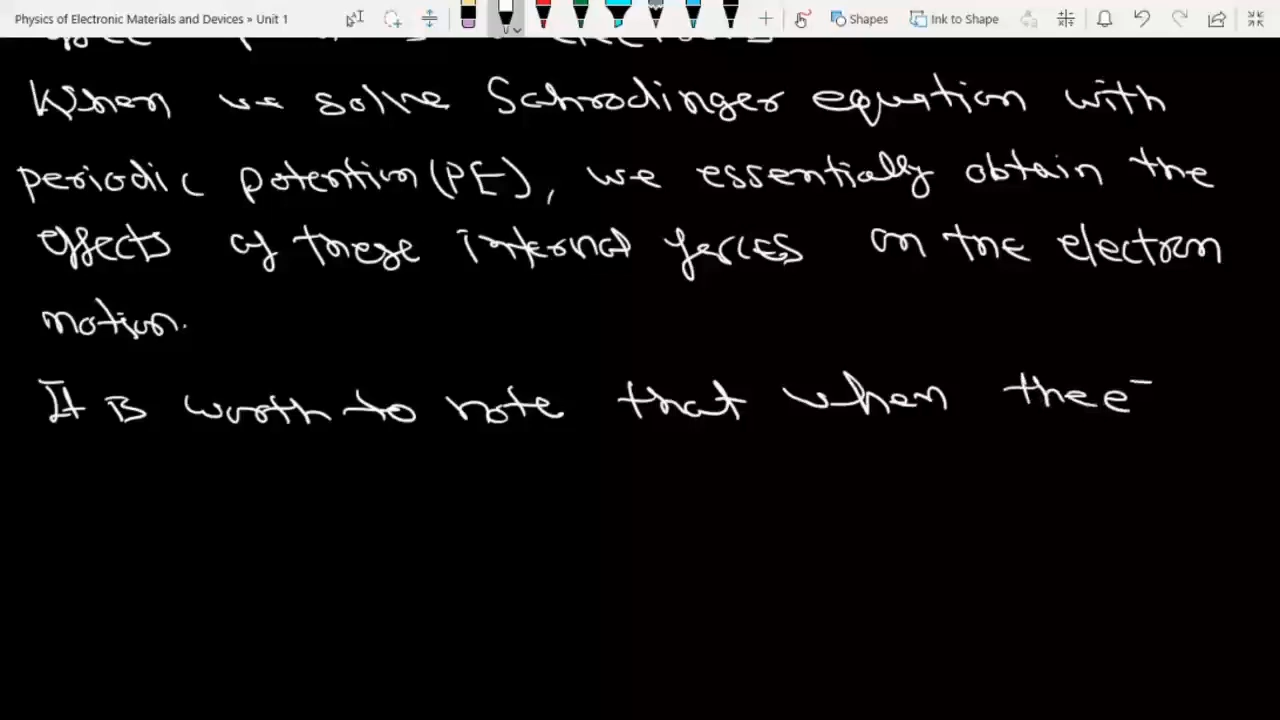 Physics of Electronic Materials and Devices » Unit 1
Shapes
Ink to Shape
When we solve Schrodinger equation with
periodic potential (PE), we essentially obtain the
effects of these internal forces on the electron
motion.
It is worth to note that when the e⁻